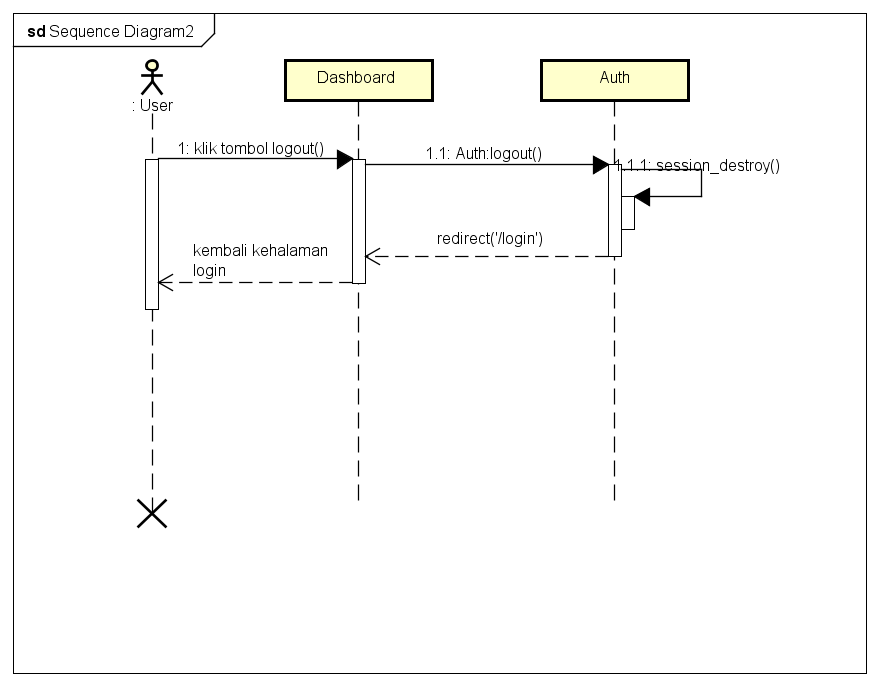 sd Sequence Diagram2
Dashboard
Auth
: User
1: klik tombol logout()
1.1: Auth:logout()
1.1.1: session_destroy()
redirect('/login')
kembali kehalaman
login